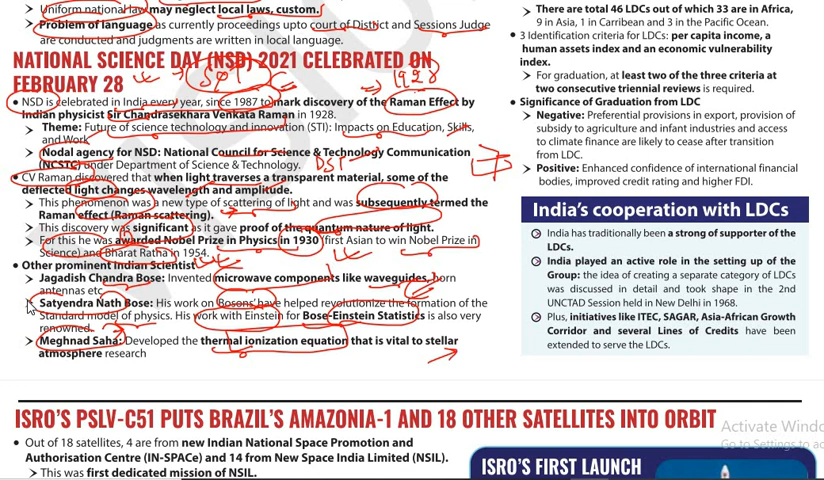 Uniform national law may neglect local laws, custom.
Problem of language as currently proceedings upto court of District and Sessions Judge
are conducted and judgments are written in local language.
NATIONAL SCIENCE DAY (NSD) 2021 CELEBRATED ON
FEBRUARY 28
1928
NSD is celebrated in India every year, since 1987 to mark discovery of the Raman Effect by
Indian physicist Sir Chandrasekhara Venkata Raman in 1928.
Theme: Future of science technology and innovation (STI): Impacts on Education, Skills,
and Work
Nodal agency for NSD: National Council for Science & Technology Communication
(NCSTC) under Department of Science & Technology.
DST
CV Raman discovered that when light traverses a transparent material, some of the
deflected light changes wavelength and amplitude.
This phenomenon was a new type of scattering of light and was subsequently termed the
Raman effect (Raman scattering).
This discovery was significant as it gave proof of the quantum nature of light.
For this he was awarded Nobel Prize in Physics in 1930 (first Asian to win Nobel Prize in
Science) and Bharat Ratna in 1954.
Other prominent Indian Scientist
Jagadish Chandra Bose: Invented microwave components like waveguides, horn
antennas etc.
Satyendra Nath Bose: His work on Bosons have helped revolutionize the formation of the
Standard model of physics. His work with Einstein for Bose-Einstein Statistics is also very
renowned.
Meghnad Saha: Developed the thermal ionization equation that is vital to stellar
atmosphere research
There are total 46 LDCs out of which 33 are in Africa,
9 in Asia, 1 in Carribean and 3 in the Pacific Ocean.
3 Identification criteria for LDCs: per capita income, a
human assets index and an economic vulnerability
index.
For graduation, at least two of the three criteria at
two consecutive triennial reviews is required.
Significance of Graduation from LDC
Negative: Preferential provisions in export, provision of
subsidy to agriculture and infant industries and access
to climate finance are likely to cease after transition
from LDC.
Positive: Enhanced confidence of international financial
bodies, improved credit rating and higher FDI.
India's cooperation with LDCs
India has traditionally been a strong of supporter of the
LDCs.
India played an active role in the setting up of the
Group: the idea of creating a separate category of LDCs
was discussed in detail and took shape in the 2nd
UNCTAD Session held in New Delhi in 1968.
Plus, initiatives like ITEC, SAGAR, Asia-African Growth
Corridor and several Lines of Credits have been
extended to serve the LDCs.
ISRO'S PSLV-C51 PUTS BRAZIL'S AMAZONIA-1 AND 18 OTHER SATELLITES INTO ORBIT
Out of 18 satellites, 4 are from new Indian National Space Promotion and
Authorisation Centre (IN-SPACe) and 14 from New Space India Limited (NSIL).
This was first dedicated mission of NSIL.
ISRO'S FIRST LAUNCH
Activate Windo
Go to Settings to ac